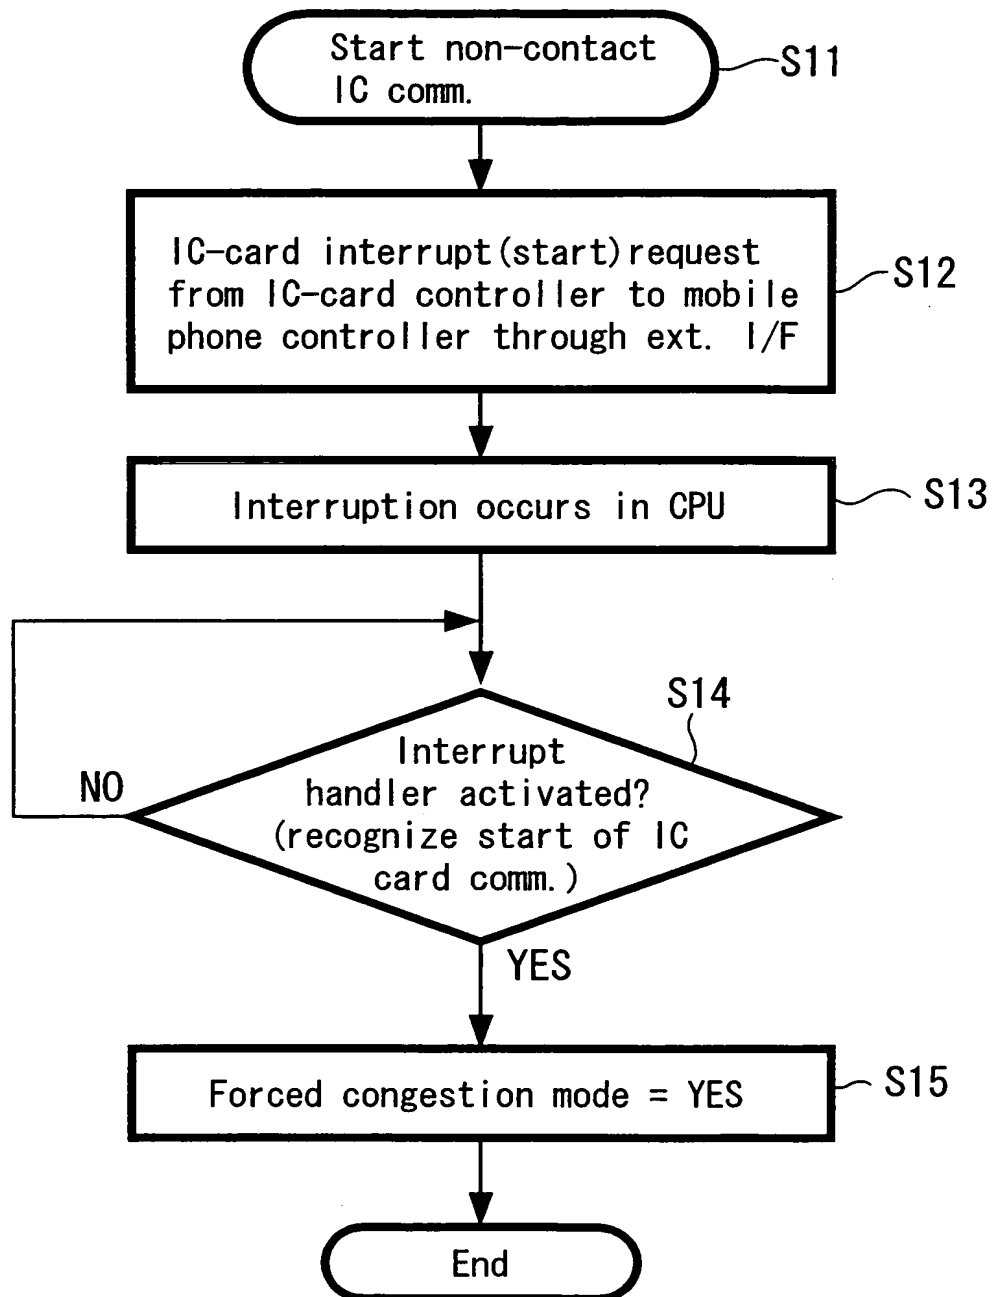 Start non-contact
IC comm.
S11
IC-card interrupt(start)request
from IC-card controller to mobile
phone controller through ext. I/F
S12
Interruption occurs in CPU
S13
S14
Interrupt
handler activated?
(recognize start of IC
card comm.)
NO
YES
Forced congestion mode = YES
S15
End